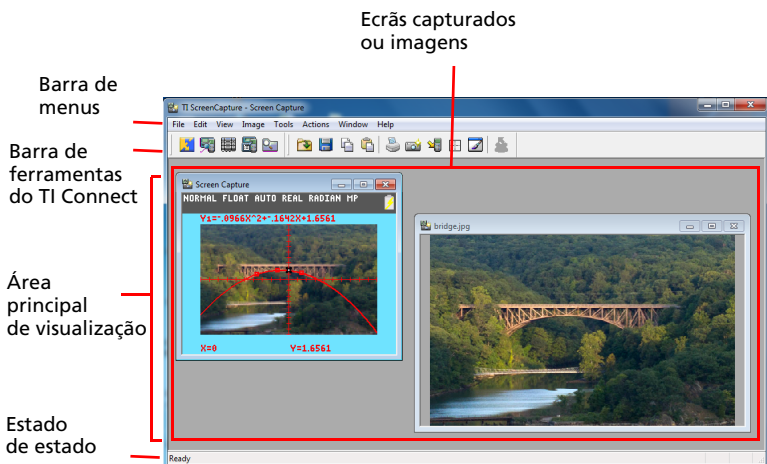 Ecrãs capturados
ou imagens
Barra de
menus
TI ScreenCapture - Screen Capture
File Edit View Image Tools Actions Window Help
Barra de
ferramentas
do TI Connect
Screen Capture
NORMAL FLOAT AUTO REAL RADIAN MP
Y1=-.0966X^2+-.1642X+1.6561
bridge.jpg
Área
principal
de visualização
X=0 Y=1.6561
Estado
de estado
Ready